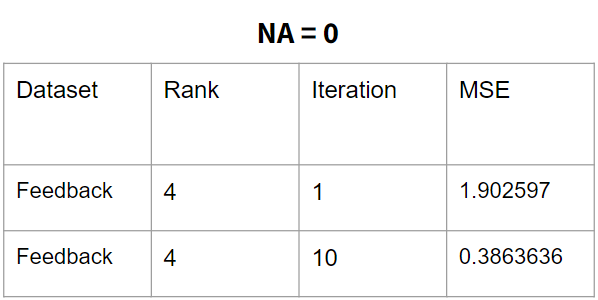 NA = 0
Dataset Rank Iteration MSE
Feedback 4 1 1.902597
Feedback 4 10 0.3863636